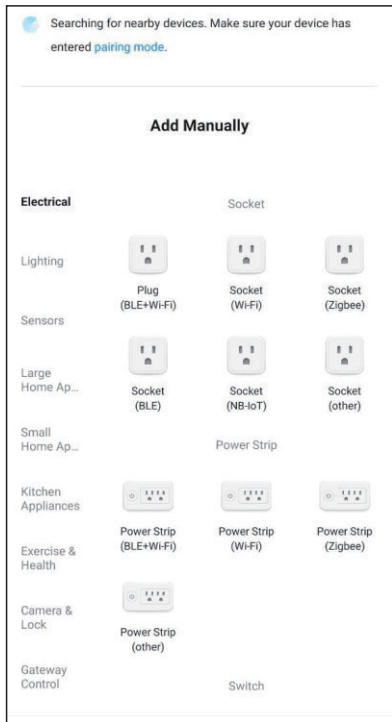 Searching for nearby devices. Make sure your device has
entered pairing mode.
Add Manually
Electrical
Lighting
Sensors
Large
Home Ap...
Small
Home Ap...
Kitchen
Appliances
Exercise &
Health
Camera &
Lock
Gateway
Control
Socket
Plug
(BLE+Wi-Fi)
Socket
(Wi-Fi)
Socket
(Zigbee)
Socket
(BLE)
Socket
(NB-IoT)
Socket
(other)
Power Strip
Power Strip
(BLE+Wi-Fi)
Power Strip
(Wi-Fi)
Power Strip
(Zigbee)
Power Strip
(other)
Switch